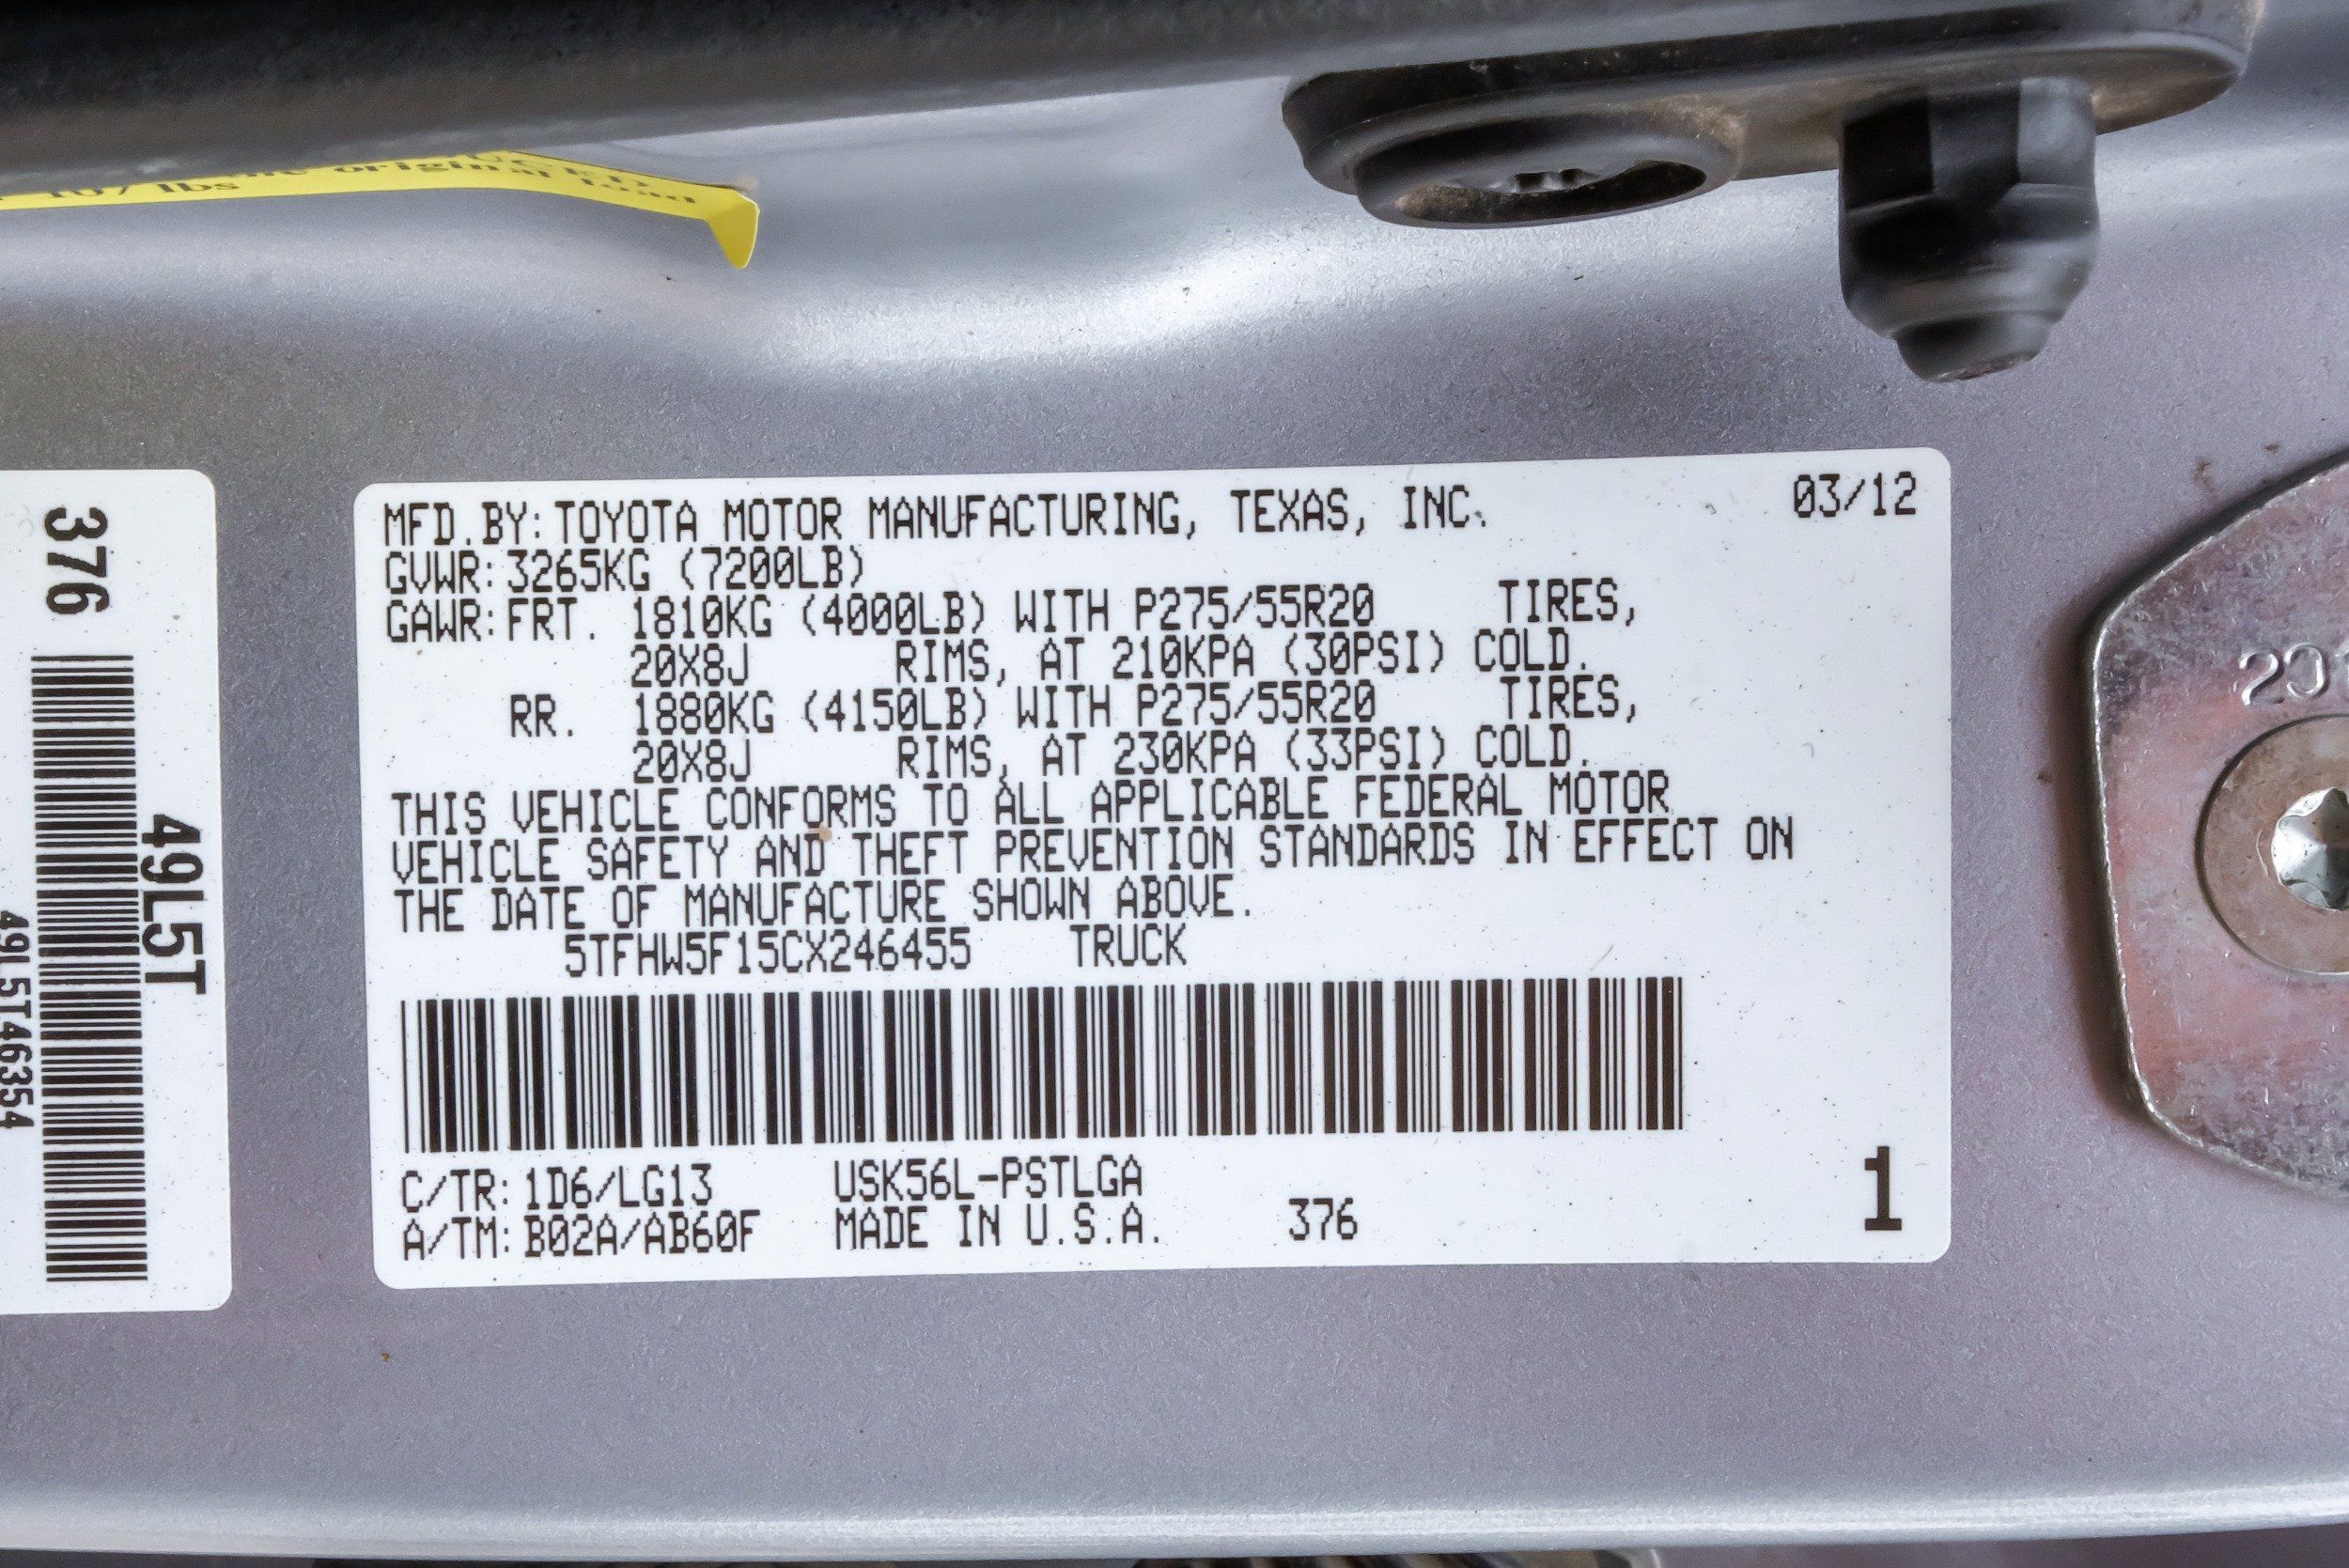 107 lbs
original load
MFD.BY:TOYOTA MOTOR MANUFACTURING, TEXAS, INC. 03/12
GVWR:3265KG (7200LB)
GAWR:FRT. 1810KG (4000LB) WITH P275/55R20 TIRES,
20X8J RIMS, AT 210KPA (30PSI) COLD.
RR. 1880KG (4150LB) WITH P275/55R20 TIRES,
20X8J RIMS, AT 230KPA (33PSI) COLD.
THIS VEHICLE CONFORMS TO ALL APPLICABLE FEDERAL MOTOR
VEHICLE SAFETY AND THEFT PREVENTION STANDARDS IN EFFECT ON
THE DATE OF MANUFACTURE SHOWN ABOVE.
5TFHW5F15CX246455 TRUCK
C/TR:1D6/LG13 USK56L-PSTLGA
A/TM:B02A/AB60F MADE IN U.S.A. 376 1
376
49L5T
49L5T46354